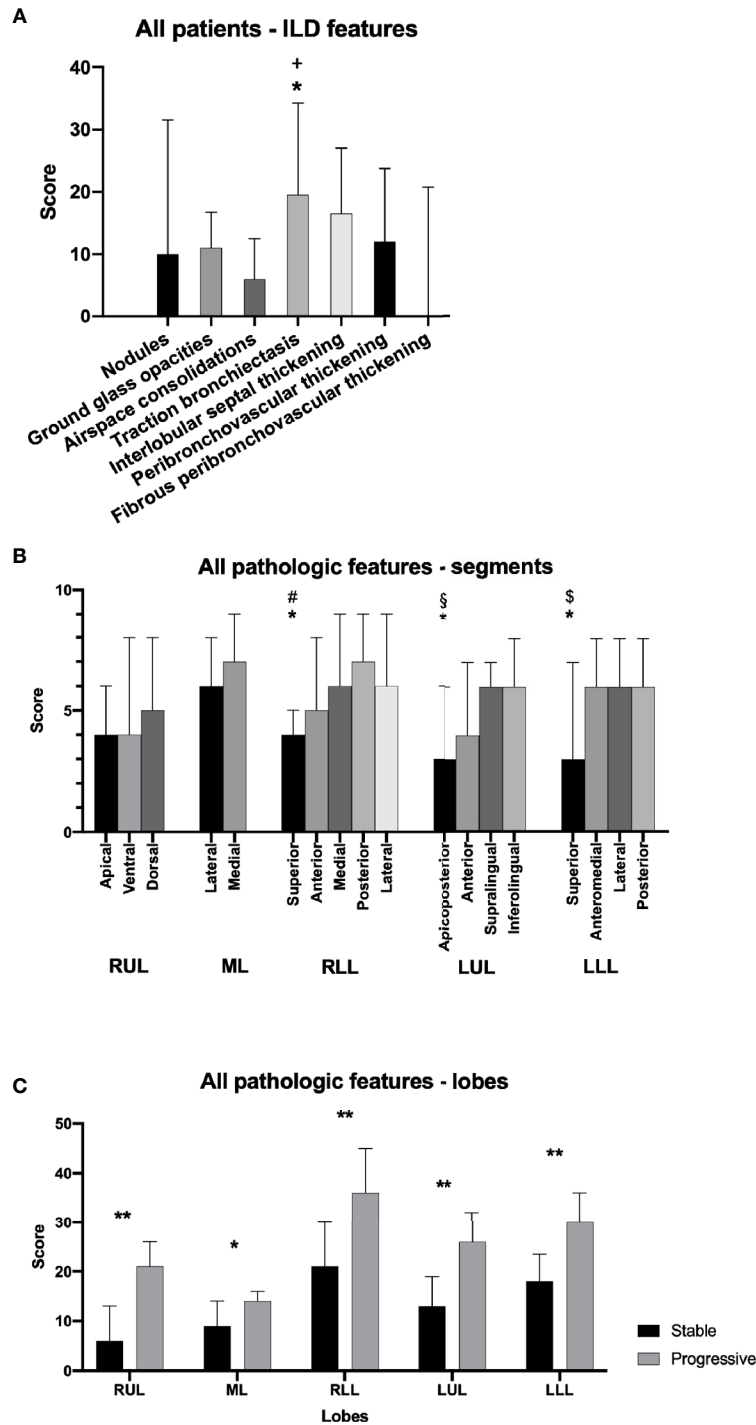 A
All patients - ILD features
+
*
40
30
20
10
0
Score
Nodules
Ground glass opacities
Airspace consolidations
Traction bronchiectasis
Interlobular septal thickening
Peribronchovascular thickening
Fibrous peribronchovascular thickening
B
All pathologic features - segments
10
5
0
Score
#
*
§
*
$
*
Apical
Ventral
Dorsal
Lateral
Medial
Superior
Anterior
Medial
Posterior
Lateral
Apicoposterior
Anterior
Supralingual
Inferolingual
Superior
Anteromedial
Lateral
Posterior
RUL
ML
RLL
LUL
LLL
C
All pathologic features - lobes
50
40
30
20
10
0
Score
**
*
**
**
**
RUL
ML
RLL
LUL
LLL
Lobes
Stable
Progressive